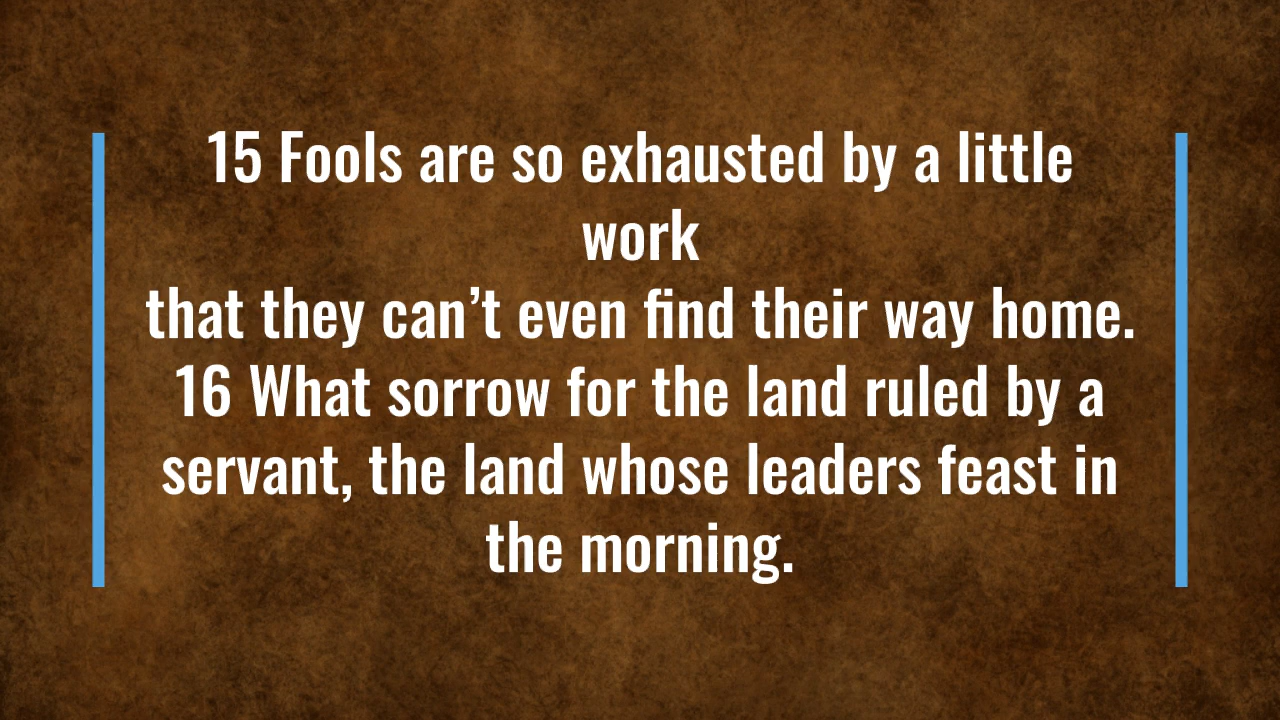 15 Fools are so exhausted by a little
work
that they can’t even find their way home.
16 What sorrow for the land ruled by a
servant, the land whose leaders feast in
the morning.